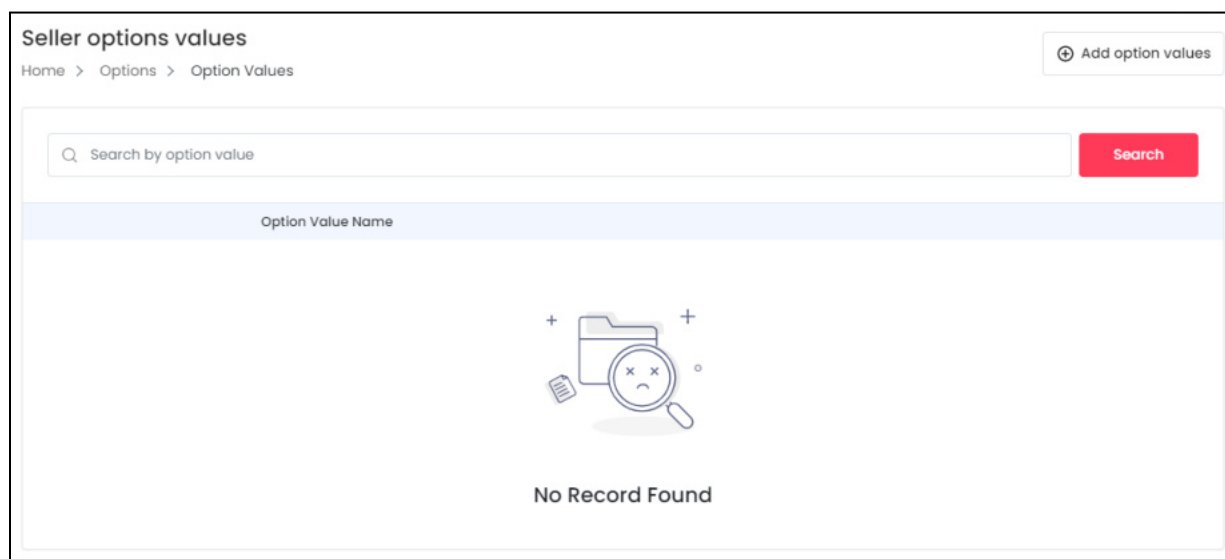 Seller options values
Add option values
Home > Options > Option Values
Search by option value
Search
Option Value Name
No Record Found